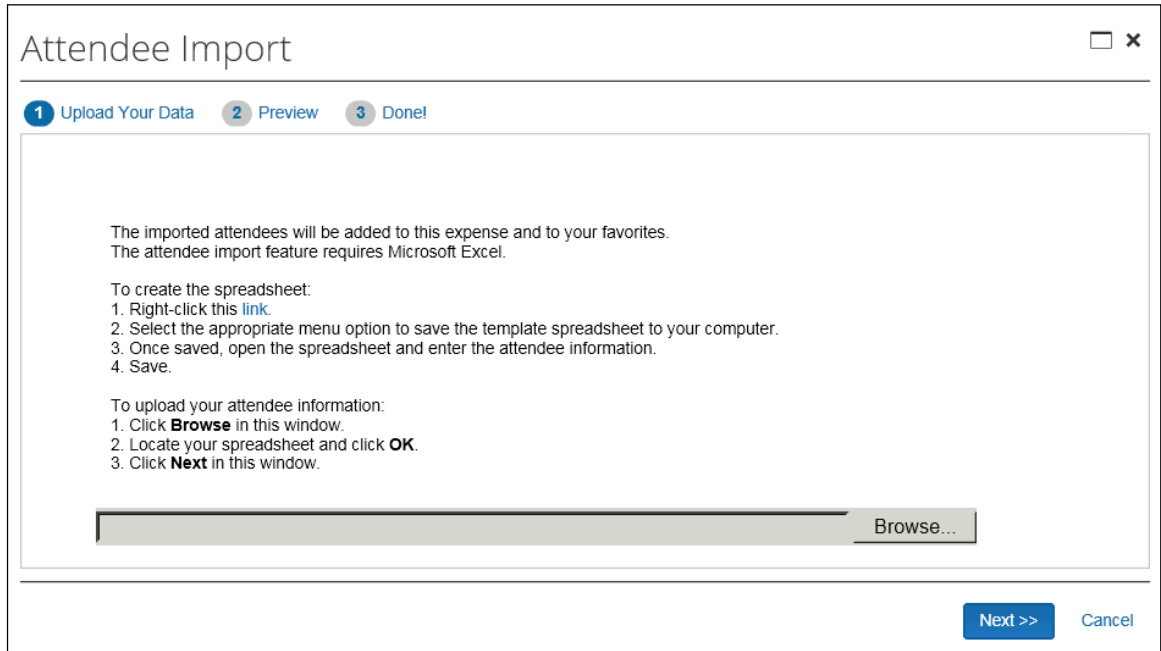 Attendee Import
1 Upload Your Data 2 Preview 3 Done!
The imported attendees will be added to this expense and to your favorites.
The attendee import feature requires Microsoft Excel.
To create the spreadsheet:
1. Right-click this link.
2. Select the appropriate menu option to save the template spreadsheet to your computer.
3. Once saved, open the spreadsheet and enter the attendee information.
4. Save.
To upload your attendee information:
1. Click Browse in this window.
2. Locate your spreadsheet and click OK.
3. Click Next in this window.
Browse...
Next >> Cancel